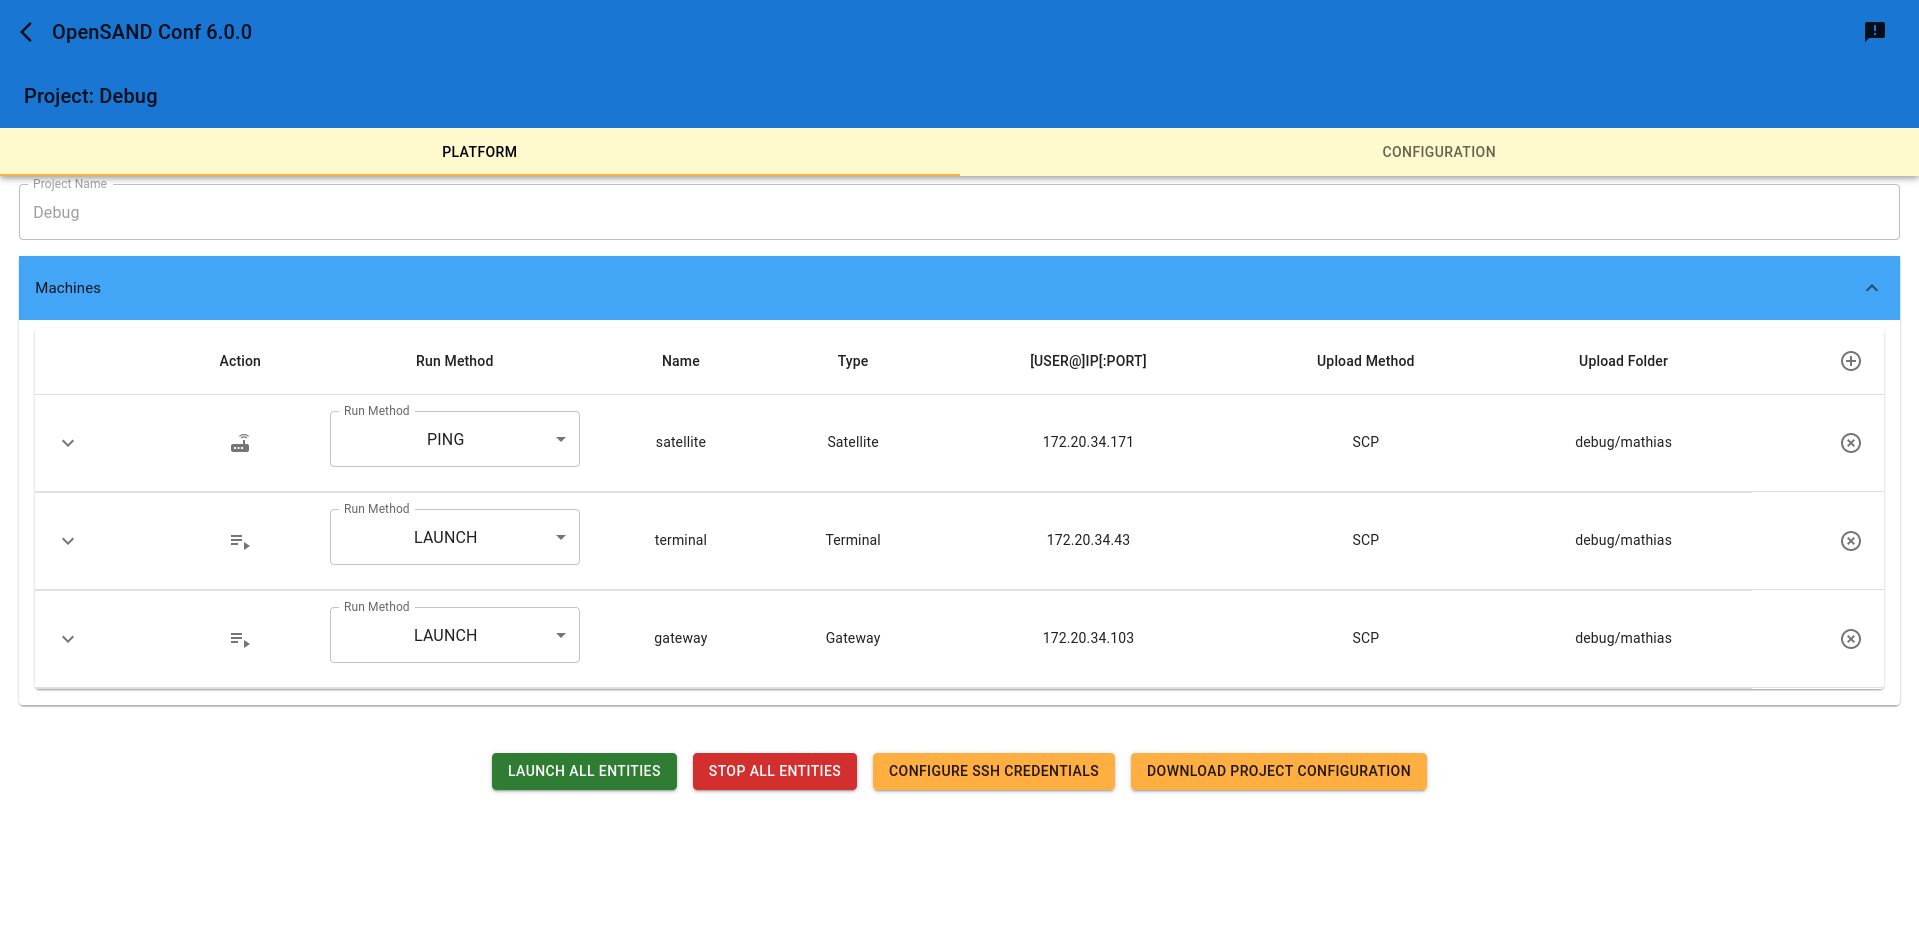 OpenSAND Conf 6.0.0
Project: Debug
PLATFORM CONFIGURATION
Project Name
Debug
Machines
Action Run Method Name Type [USER@]IP[:PORT] Upload Method Upload Folder
Run Method
PING satellite Satellite 172.20.34.171 SCP debug/mathias
Run Method
LAUNCH terminal Terminal 172.20.34.43 SCP debug/mathias
Run Method
LAUNCH gateway Gateway 172.20.34.103 SCP debug/mathias
LAUNCH ALL ENTITIES STOP ALL ENTITIES CONFIGURE SSH CREDENTIALS DOWNLOAD PROJECT CONFIGURATION